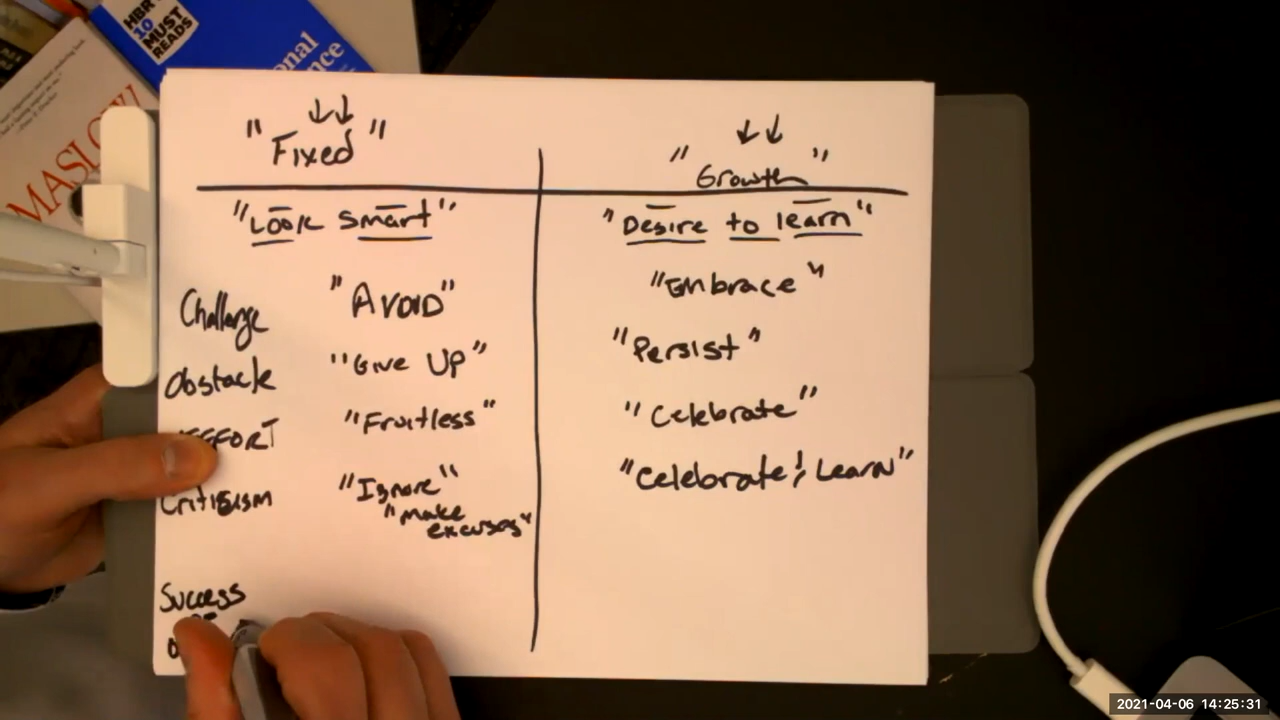 HBR's
10
MUST
READS
MASLOW
"Fixed"
"Growth"
"Look smart"
"Desire to learn"
Challenge
"Avoid"
"Embrace"
Obstacle
"Give Up"
"Persist"
EFFORT
"Fruitless"
"Celebrate"
Criticism
"Ignore"
"make
excuses"
"Celebrate & Learn"
Success
2021-04-06 14:25:31